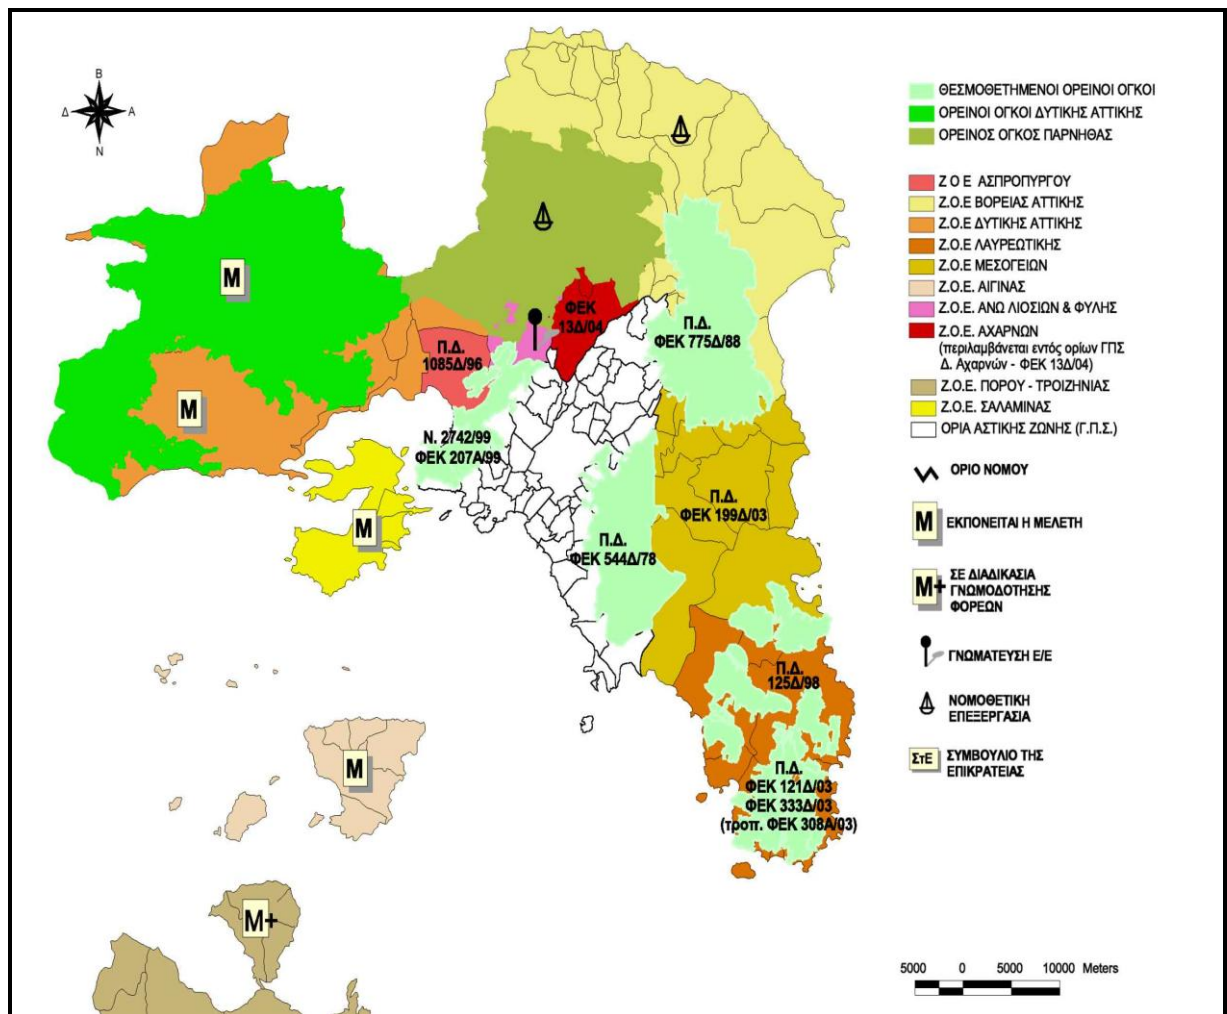 Β
Δ Α
Ν
ΘΕΣΜΟΘΕΤΗΜΕΝΟΙ ΟΡΕΙΝΟΙ ΟΓΚΟΙ
ΟΡΕΙΝΟΙ ΟΓΚΟΙ ΔΥΤΙΚΗΣ ΑΤΤΙΚΗΣ
ΟΡΕΙΝΟΣ ΟΓΚΟΣ ΠΑΡΝΗΘΑΣ
Ζ Ο Ε ΑΣΠΡΟΠΥΡΓΟΥ
Ζ.Ο.Ε ΒΟΡΕΙΑΣ ΑΤΤΙΚΗΣ
Ζ.Ο.Ε ΔΥΤΙΚΗΣ ΑΤΤΙΚΗΣ
Ζ.Ο.Ε ΛΑΥΡΕΩΤΙΚΗΣ
Ζ.Ο.Ε ΜΕΣΟΓΕΙΩΝ
Ζ.Ο.Ε. ΑΙΓΙΝΑΣ
Ζ.Ο.Ε. ΑΝΩ ΛΙΟΣΙΩΝ & ΦΥΛΗΣ
Ζ.Ο.Ε. ΑΧΑΡΝΩΝ
(περιλαμβάνεται εντός ορίων ΓΠΣ
Δ. Αχαρνών - ΦΕΚ 13Δ/04)
Ζ.Ο.Ε. ΠΟΡΟΥ - ΤΡΟΙΖΗΝΙΑΣ
Ζ.Ο.Ε. ΣΑΛΑΜΙΝΑΣ
ΟΡΙΑ ΑΣΤΙΚΗΣ ΖΩΝΗΣ (Γ.Π.Σ.)
ΟΡΙΟ ΝΟΜΟΥ
Μ ΕΚΠΟΝΕΙΤΑΙ Η ΜΕΛΕΤΗ
Μ+ ΣΕ ΔΙΑΔΙΚΑΣΙΑ
ΓΝΩΜΟΔΟΤΗΣΗΣ
ΦΟΡΕΩΝ
ΓΝΩΜΑΤΕΥΣΗ Ε/Ε
ΝΟΜΟΘΕΤΙΚΗ
ΕΠΕΞΕΡΓΑΣΙΑ
ΣτΕ ΣΥΜΒΟΥΛΙΟ ΤΗΣ
ΕΠΙΚΡΑΤΕΙΑΣ
Μ
ΦΕΚ
13Δ/04
Π.Δ.
ΦΕΚ 775Δ/88
Π.Δ.
1085Δ/96
Μ
Ν. 2742/99
ΦΕΚ 207Α/99
Π.Δ.
ΦΕΚ 199Δ/03
Μ
Π.Δ.
ΦΕΚ 544Δ/78
Π.Δ.
125Δ/98
Μ
Π.Δ.
ΦΕΚ 121Δ/03
ΦΕΚ 333Δ/03
(τροπ. ΦΕΚ 308Α/03)
Μ+
5000 0 5000 10000 Meters